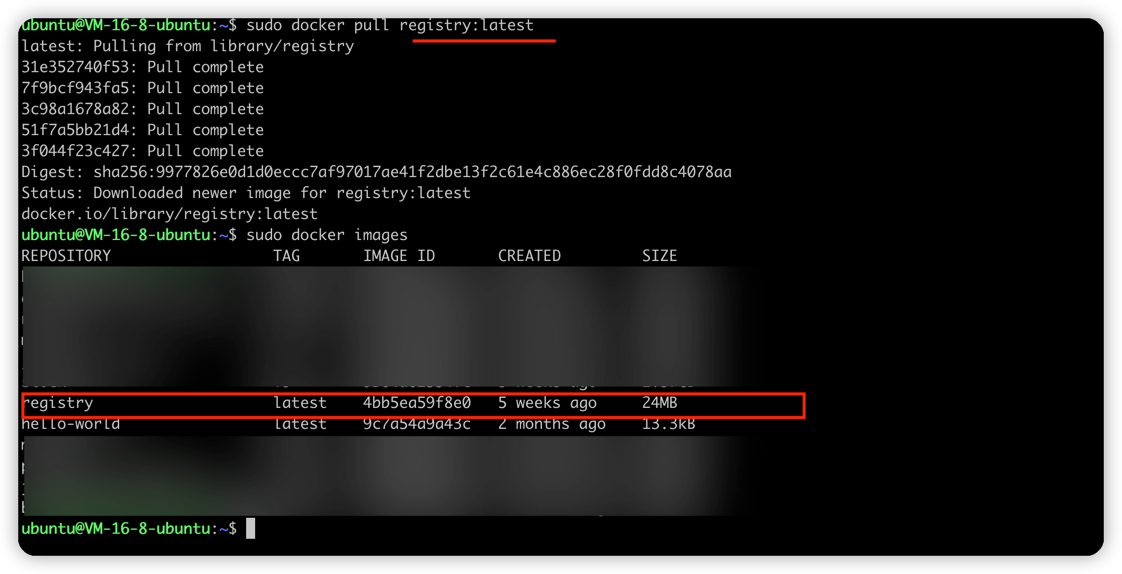 ubuntu@VM-16-8-ubuntu:~$ sudo docker pull registry:latest
latest: Pulling from library/registry
31e352740f53: Pull complete
7f9bcf943fa5: Pull complete
3c98a1678a82: Pull complete
51f7a5bb21d4: Pull complete
3f044f23c427: Pull complete
Digest: sha256:9977826e0d1d0eccc7af97017ae41f2dbe13f2c61e4c886ec28f0fdd8c4078aa
Status: Downloaded newer image for registry:latest
docker.io/library/registry:latest
ubuntu@VM-16-8-ubuntu:~$ sudo docker images
REPOSITORY TAG IMAGE ID CREATED SIZE
registry latest 4bb5ea59f8e0 5 weeks ago 24MB
hello-world latest 9c7a54a9a43c 2 months ago 13.3kB
ubuntu@VM-16-8-ubuntu:~$